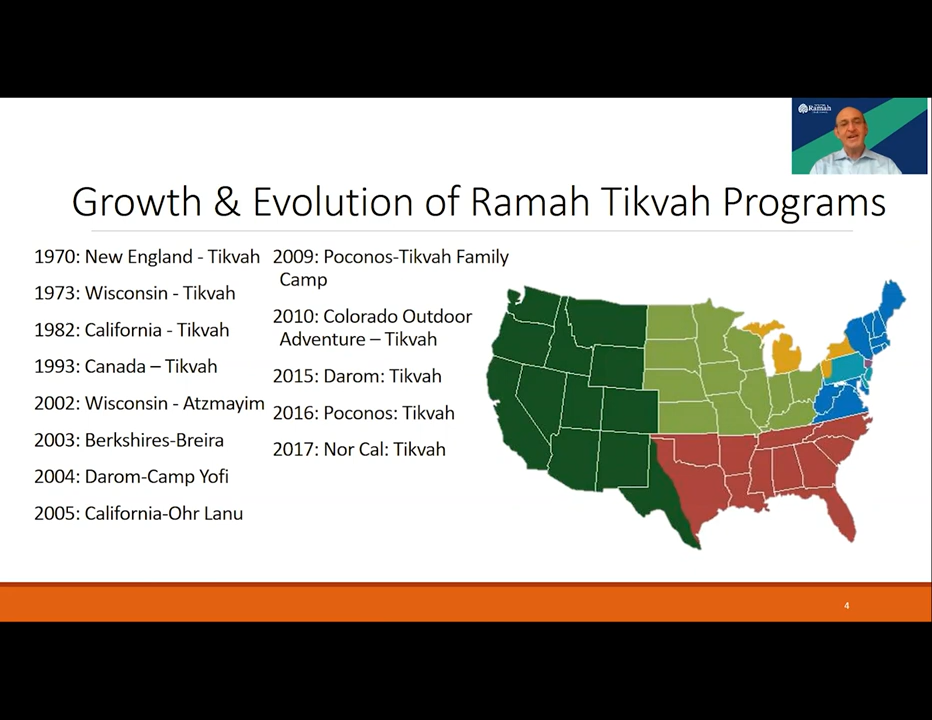 Ramah
Growth & Evolution of Ramah Tikvah Programs
1970: New England - Tikvah
1973: Wisconsin - Tikvah
1982: California - Tikvah
1993: Canada – Tikvah
2002: Wisconsin - Atzmayim
2003: Berkshires-Breira
2004: Darom-Camp Yofi
2005: California-Ohr Lanu
2009: Poconos-Tikvah Family
Camp
2010: Colorado Outdoor
Adventure – Tikvah
2015: Darom: Tikvah
2016: Poconos: Tikvah
2017: Nor Cal: Tikvah
4